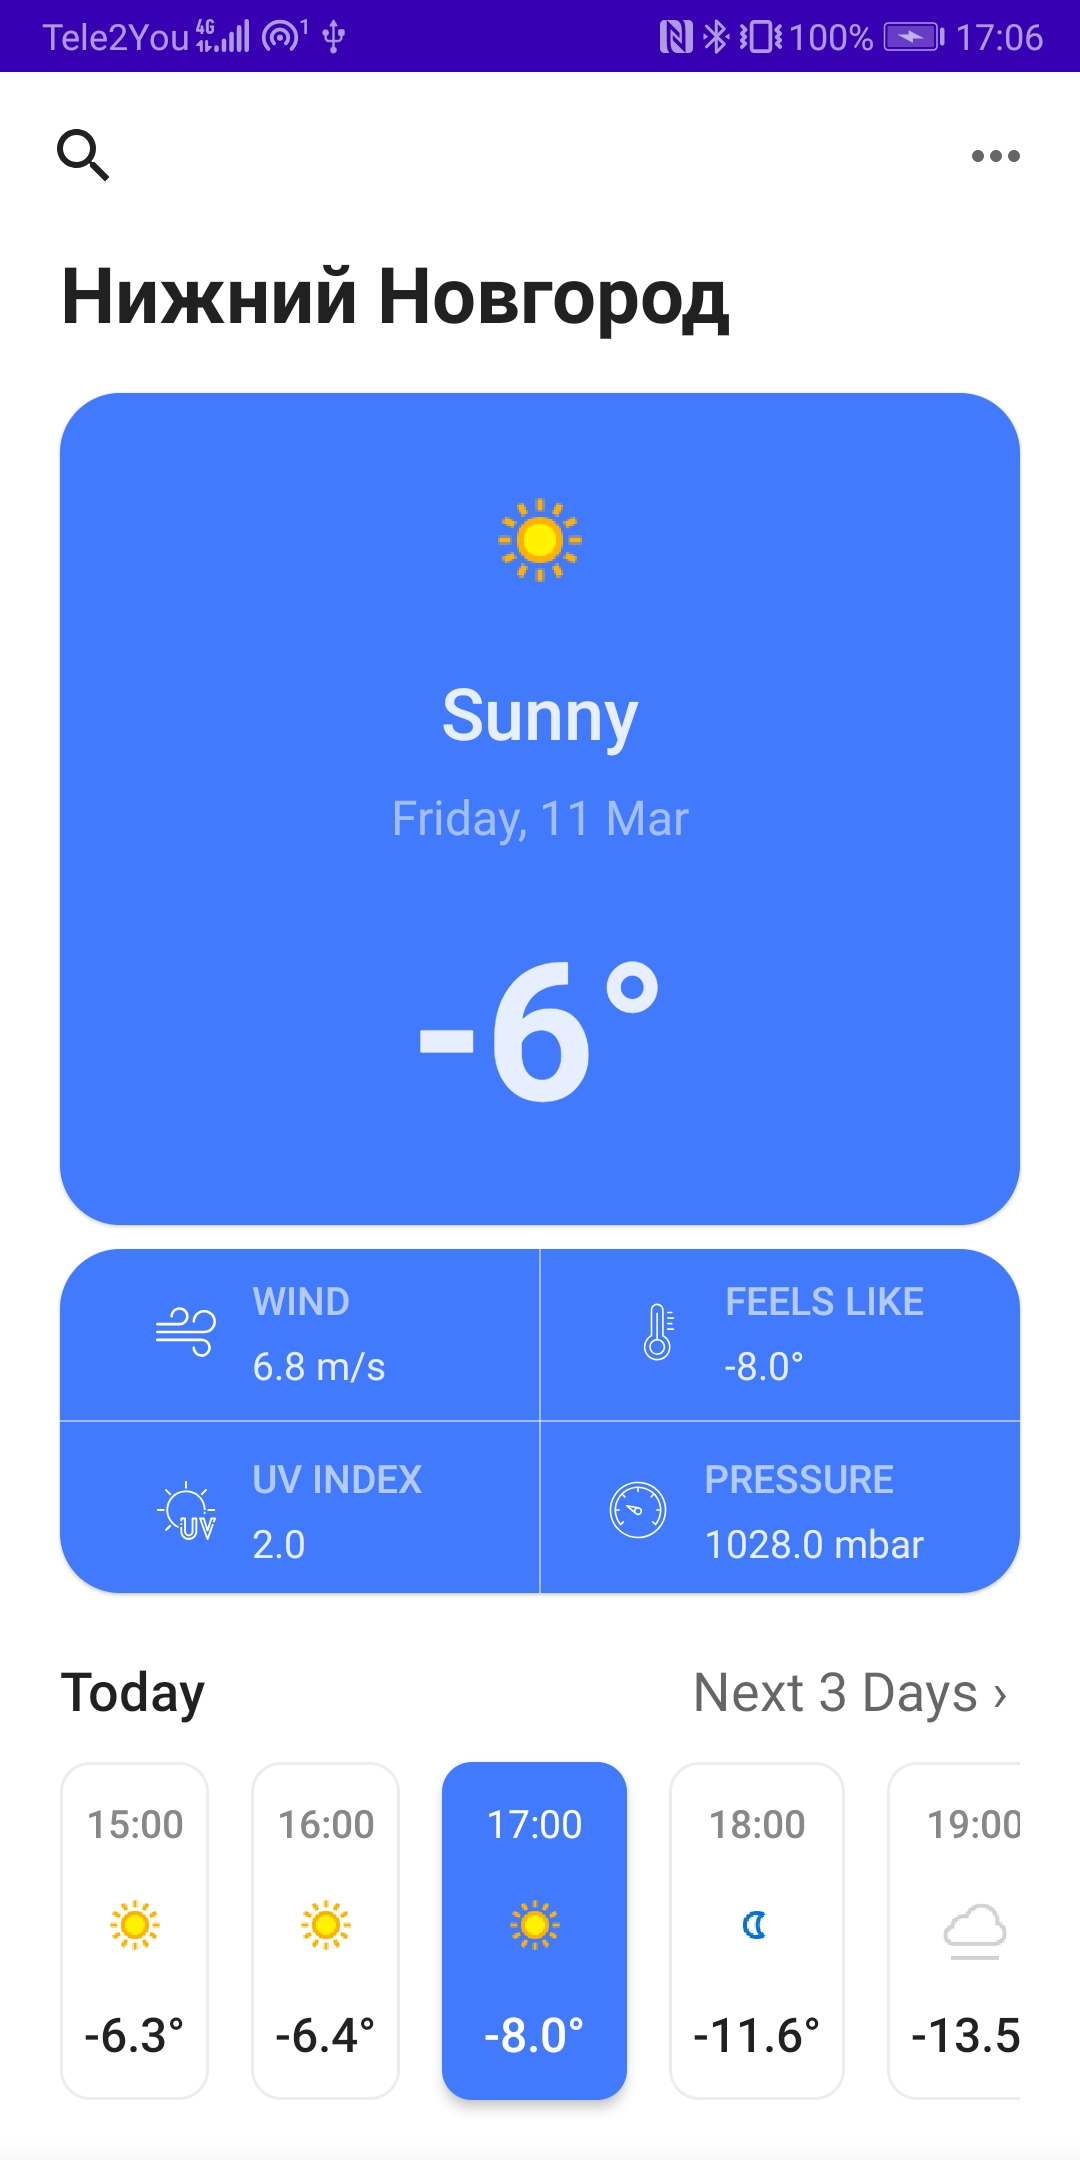 Tele2You 4G 1 100% 17:06
Нижний Новгород
Sunny
Friday, 11 Mar
-6°
WIND FEELS LIKE
6.8 m/s -8.0°
UV INDEX PRESSURE
UV
2.0 1028.0 mbar
Today Next 3 Days ›
15:00 16:00 17:00 18:00 19:00
-6.3° -6.4° -8.0° -11.6° -13.5